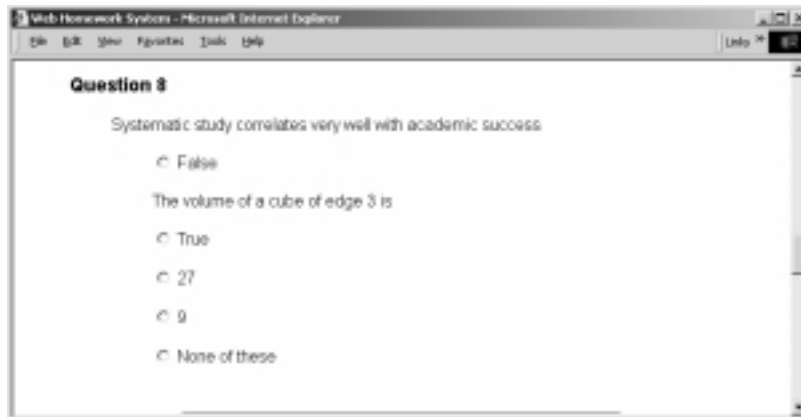 Web Homework System - Microsoft Internet Explorer
File Edit View Favorites Tools Help Links »
Question 8
Systematic study correlates very well with academic success
False
The volume of a cube of edge 3 is
True
27
9
None of these